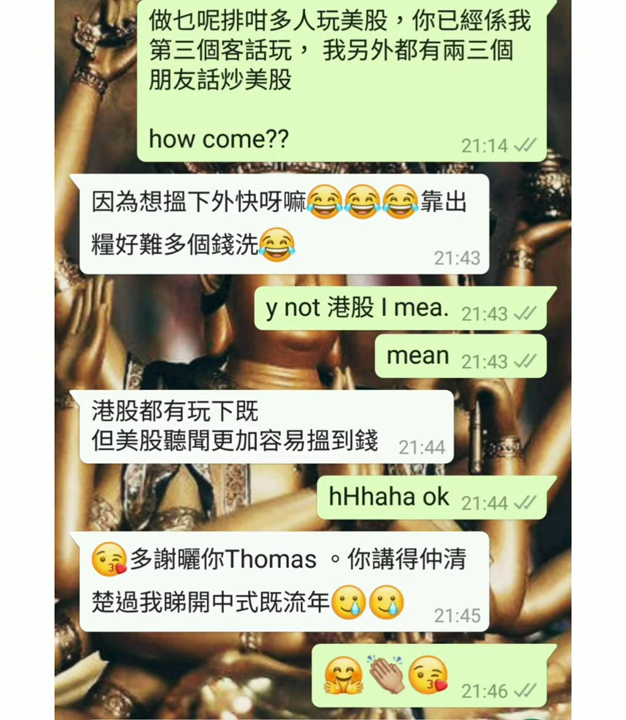 做乜呢排咁多人玩美股，你已經係我
第三個客話玩， 我另外都有兩三個
朋友話炒美股
how come??
21:14
因為想搵下外快呀嘛😂😂😂靠出
糧好難多個錢洗😂
21:43
y not 港股 I mea.
21:43
mean
21:43
港股都有玩下既
但美股聽聞更加容易搵到錢
21:44
hHhaha ok
21:44
😘多謝曬你Thomas 。你講得仲清
楚過我睇開中式既流年🥲🥲
21:45
🤗👏🏽😘
21:46